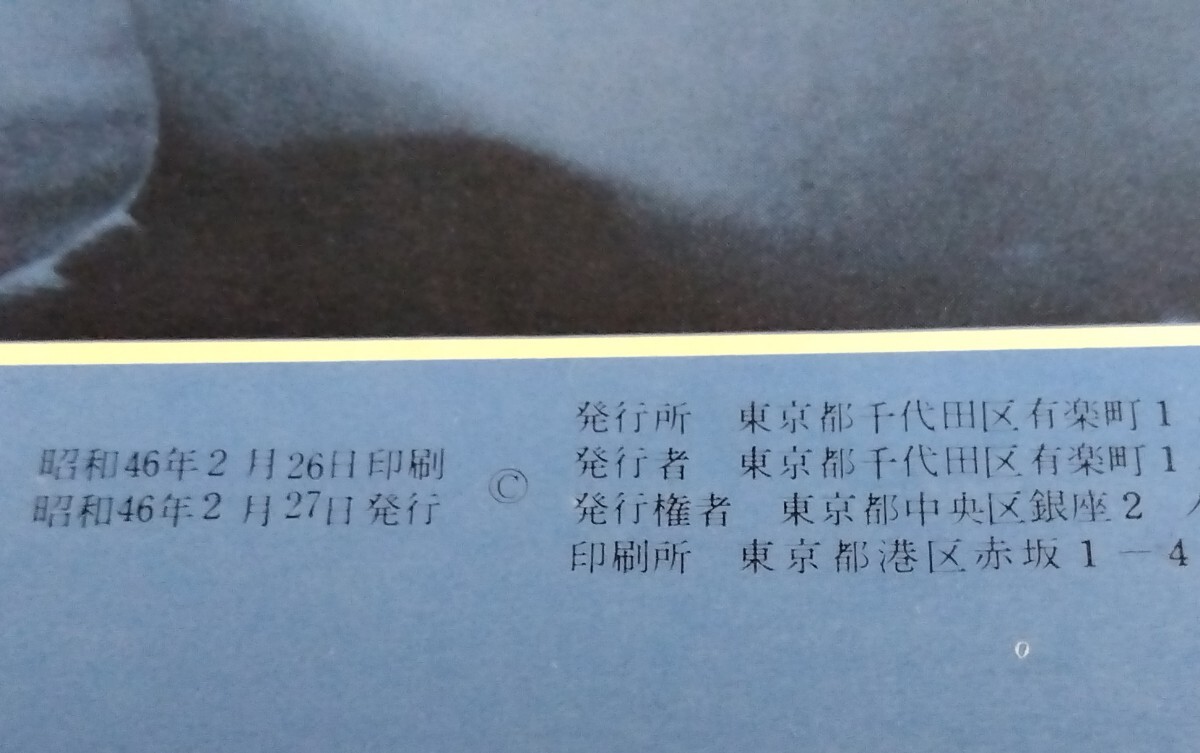 昭和46年2月26日印刷
昭和46年2月27日発行
©
発行所　東京都千代田区有楽町1
発行者　東京都千代田区有楽町1
発行権者　東京都中央区銀座2
印刷所　東京都港区赤坂1－4